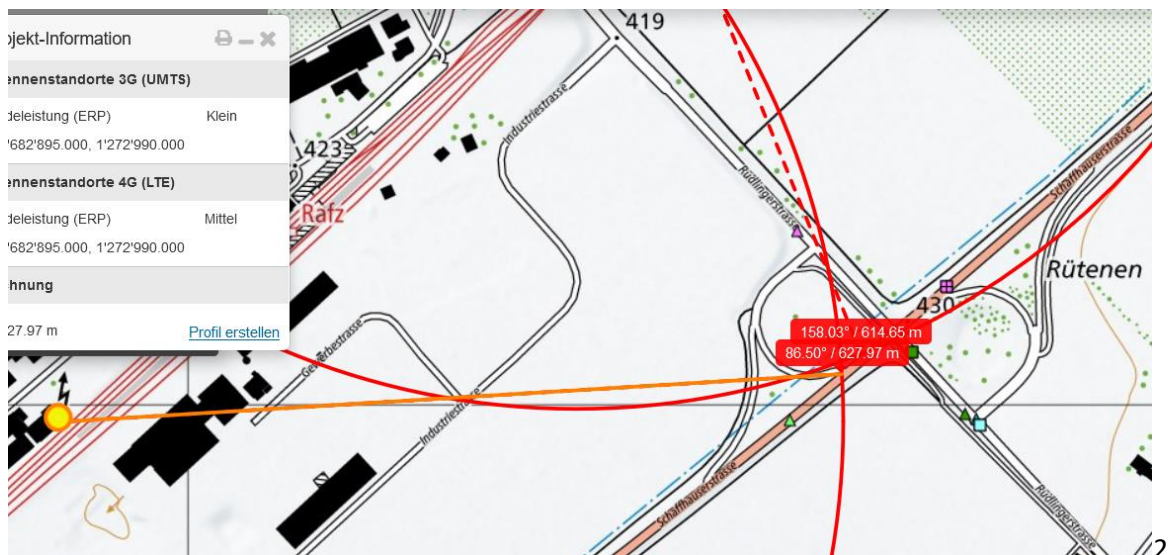 ojekt-Information
ennenstandorte 3G (UMTS)
deleistung (ERP) Klein
'682'895.000, 1'272'990.000
ennenstandorte 4G (LTE)
deleistung (ERP) Mittel
'682'895.000, 1'272'990.000
hnung
27.97 m Profil erstellen
419
423
Rafz
Industriestrasse
Rüdlingerstrasse
Schaffhauserstrasse
Rütenen
430
158.03° / 614.65 m
86.50° / 627.97 m
Gewerbestrasse
Industriestrasse
Schaffhauserstrasse
Rüdlingerstrasse
2